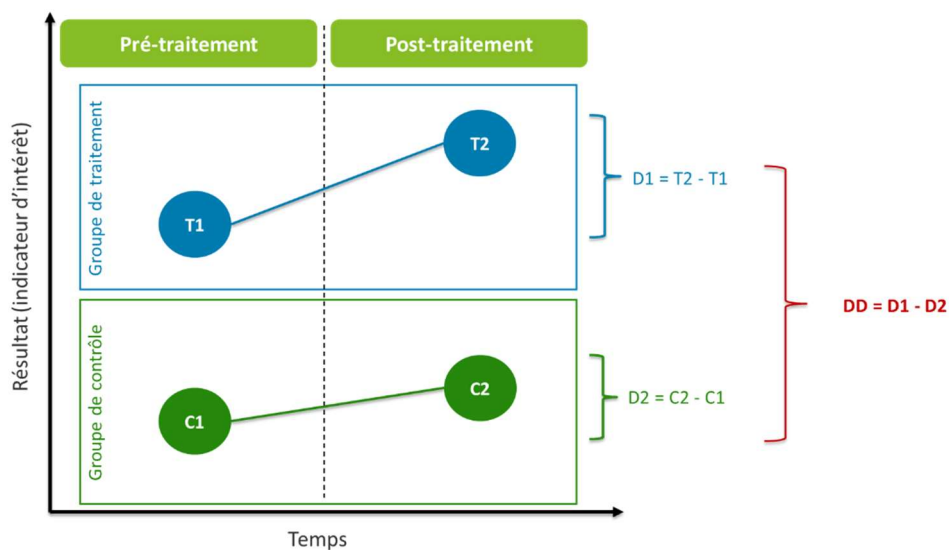 Pré-traitement
Post-traitement
Résultat (indicateur d'intérêt)
Groupe de traitement
T1
T2
D1 = T2 - T1
DD = D1 - D2
Groupe de contrôle
C1
C2
D2 = C2 - C1
Temps